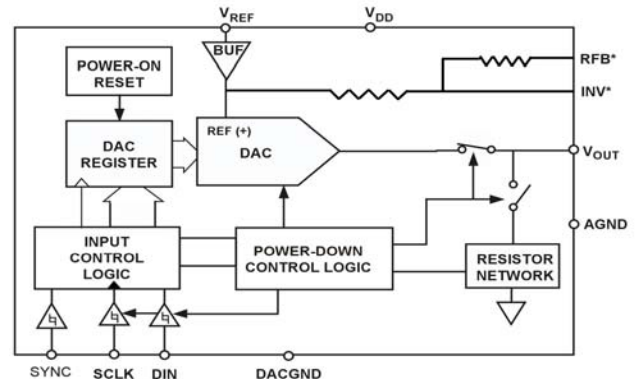 VREF
VDD
BUF
POWER-ON
RESET
RFB*
INV*
REF (+)
DAC
REGISTER
DAC
VOUT
AGND
INPUT
CONTROL
LOGIC
POWER-DOWN
CONTROL LOGIC
RESISTOR
NETWORK
SYNC
SCLK
DIN
DACGND